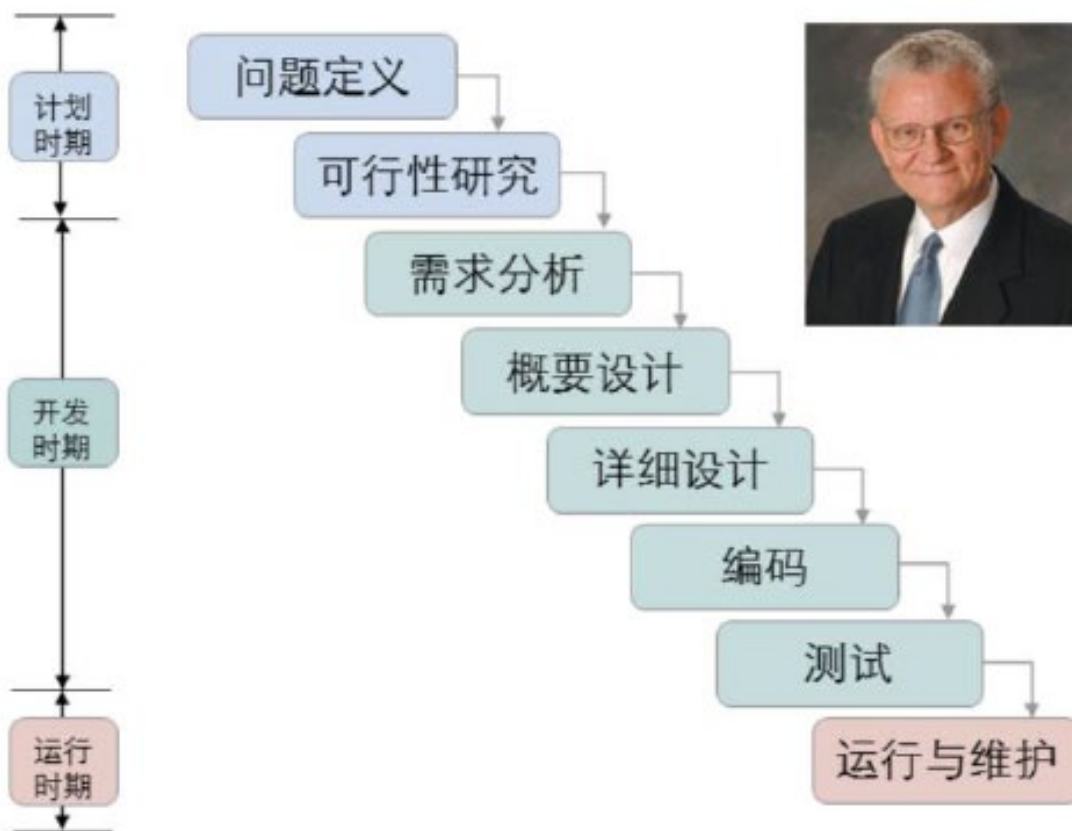 计划
时期
问题定义
可行性研究
需求分析
概要设计
开发
时期
详细设计
编码
测试
运行
时期
运行与维护